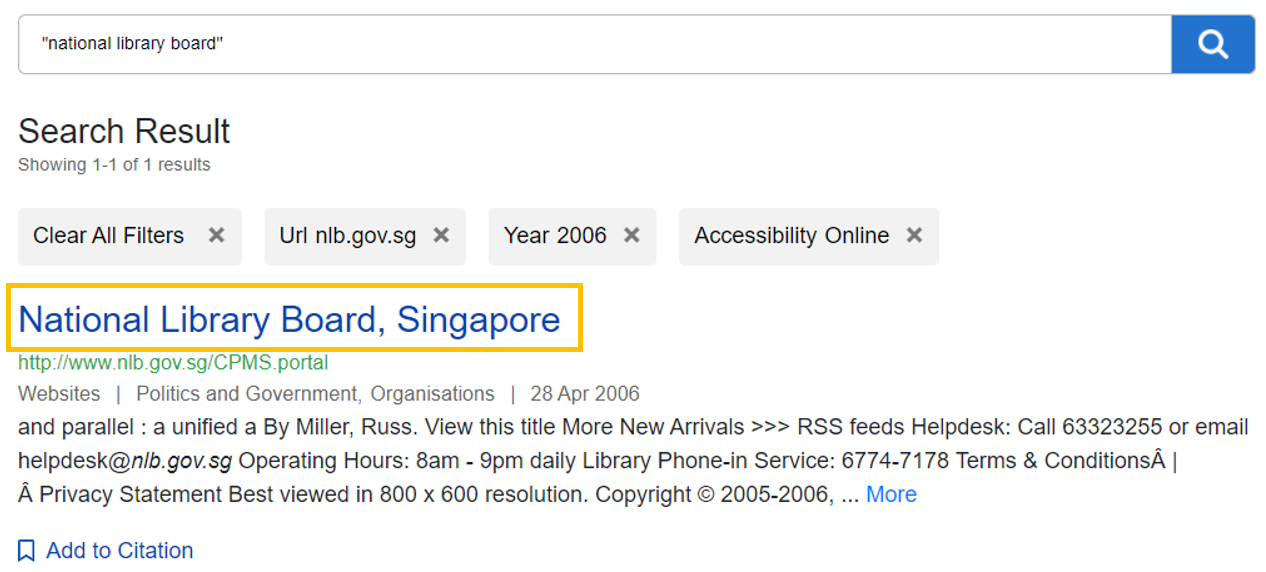 "national library board"
Search Result
Showing 1-1 of 1 results
Clear All Filters × Url nlb.gov.sg × Year 2006 × Accessibility Online ×
National Library Board, Singapore
http://www.nlb.gov.sg/CPMS.portal
Websites | Politics and Government, Organisations | 28 Apr 2006
and parallel : a unified a By Miller, Russ. View this title More New Arrivals >>> RSS feeds Helpdesk: Call 63323255 or email
helpdesk@nlb.gov.sg Operating Hours: 8am - 9pm daily Library Phone-in Service: 6774-7178 Terms & ConditionsÂ |
Â Privacy Statement Best viewed in 800 x 600 resolution. Copyright © 2005-2006, ... More
Add to Citation